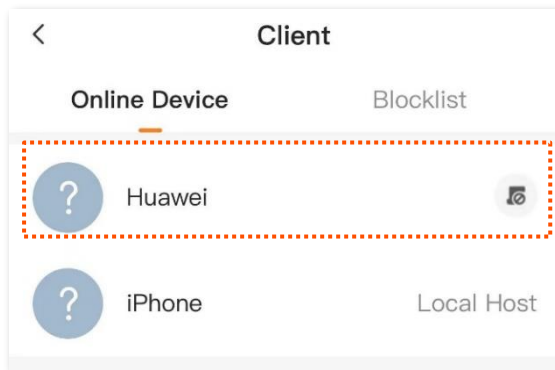 Client
Online Device Blocklist
? Huawei
? iPhone Local Host